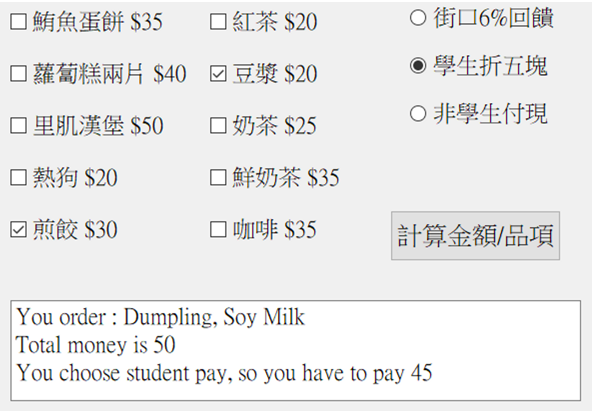 鮪魚蛋餅 $35
紅茶 $20
街口6%回饋
蘿蔔糕兩片 $40
豆漿 $20
學生折五塊
里肌漢堡 $50
奶茶 $25
非學生付現
熱狗 $20
鮮奶茶 $35
煎餃 $30
咖啡 $35
計算金額/品項
You order : Dumpling, Soy Milk
Total money is 50
You choose student pay, so you have to pay 45